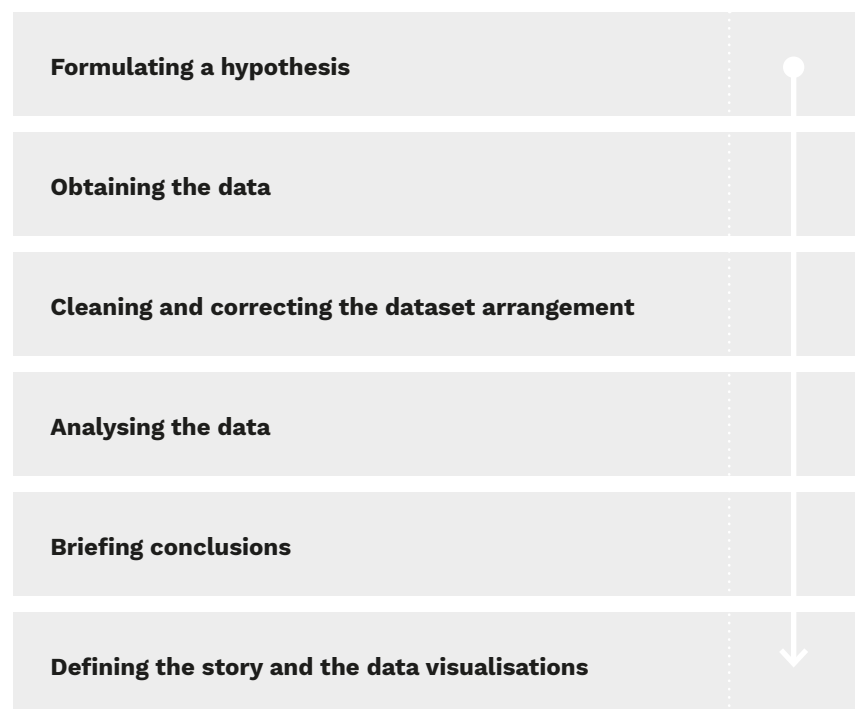 Formulating a hypothesis
Obtaining the data
Cleaning and correcting the dataset arrangement
Analysing the data
Briefing conclusions
Defining the story and the data visualisations